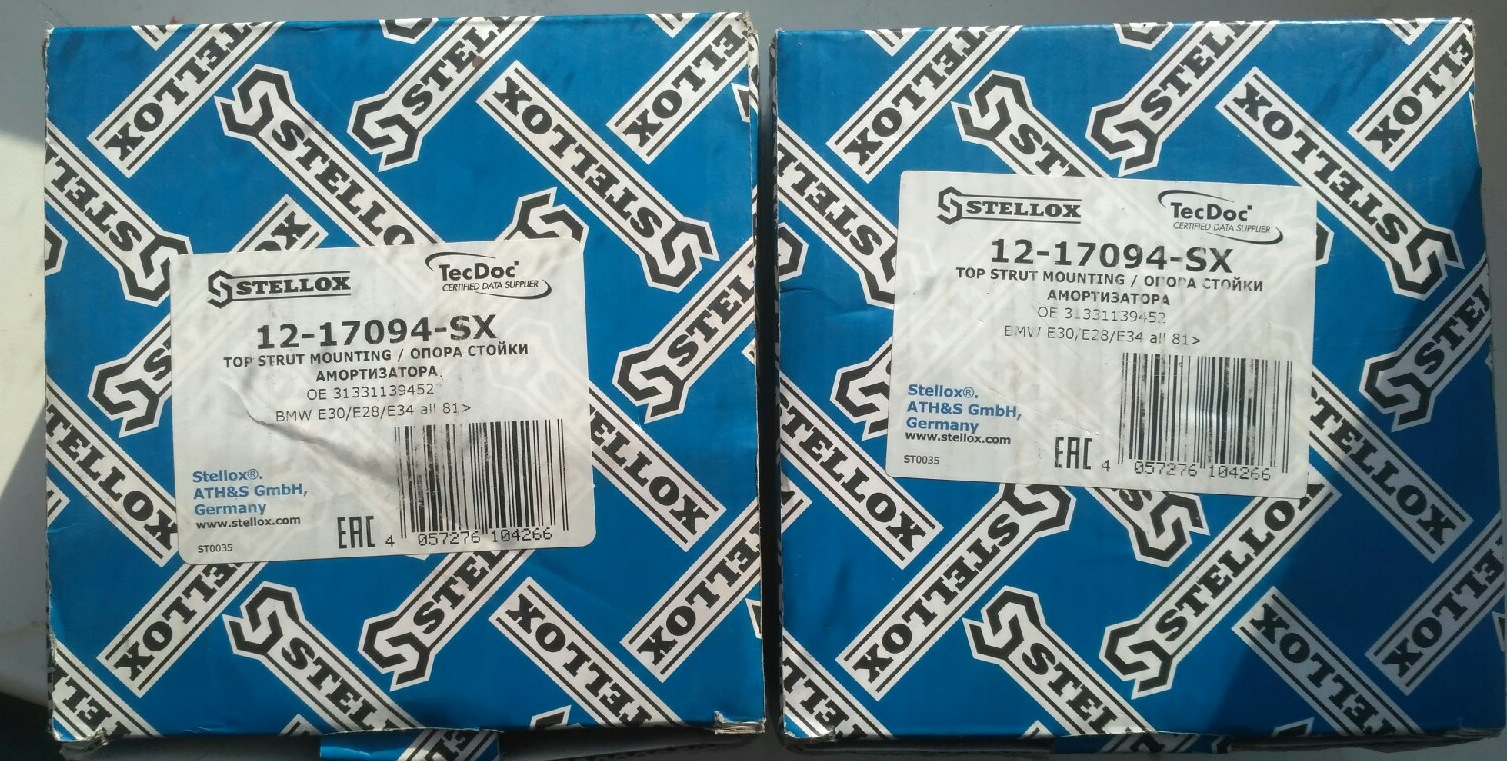 STELLOX
TecDoc
CERTIFIED DATA SUPPLIER
12-17094-SX
TOP STRUT MOUNTING / ОПОРА СТОЙКИ
АМОРТИЗАТОРА
OE 31331139452
BMW E30/E28/E34 all 81>
Stellox®.
ATH&S GmbH,
Germany
www.stellox.com
ST0035
EAC
4 057276 104266
STELLOX
TecDoc
CERTIFIED DATA SUPPLIER
12-17094-SX
TOP STRUT MOUNTING / ОПОРА СТОЙКИ
АМОРТИЗАТОРА
OE 31331139452
BMW E30/E28/E34 all 81>
Stellox®.
ATH&S GmbH,
Germany
www.stellox.com
ST0035
EAC
4 057276 104266